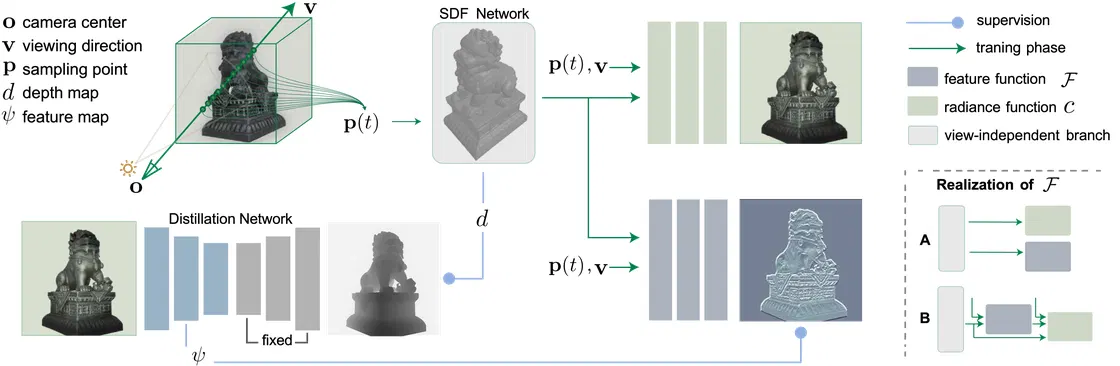 o camera center
v viewing direction
p sampling point
d depth map
ψ feature map
v
o
p(t)
SDF Network
p(t), v
p(t), v
d
Distillation Network
fixed
ψ
supervision
traning phase
feature function F
radiance function c
view-independent branch
Realization of F
A
B